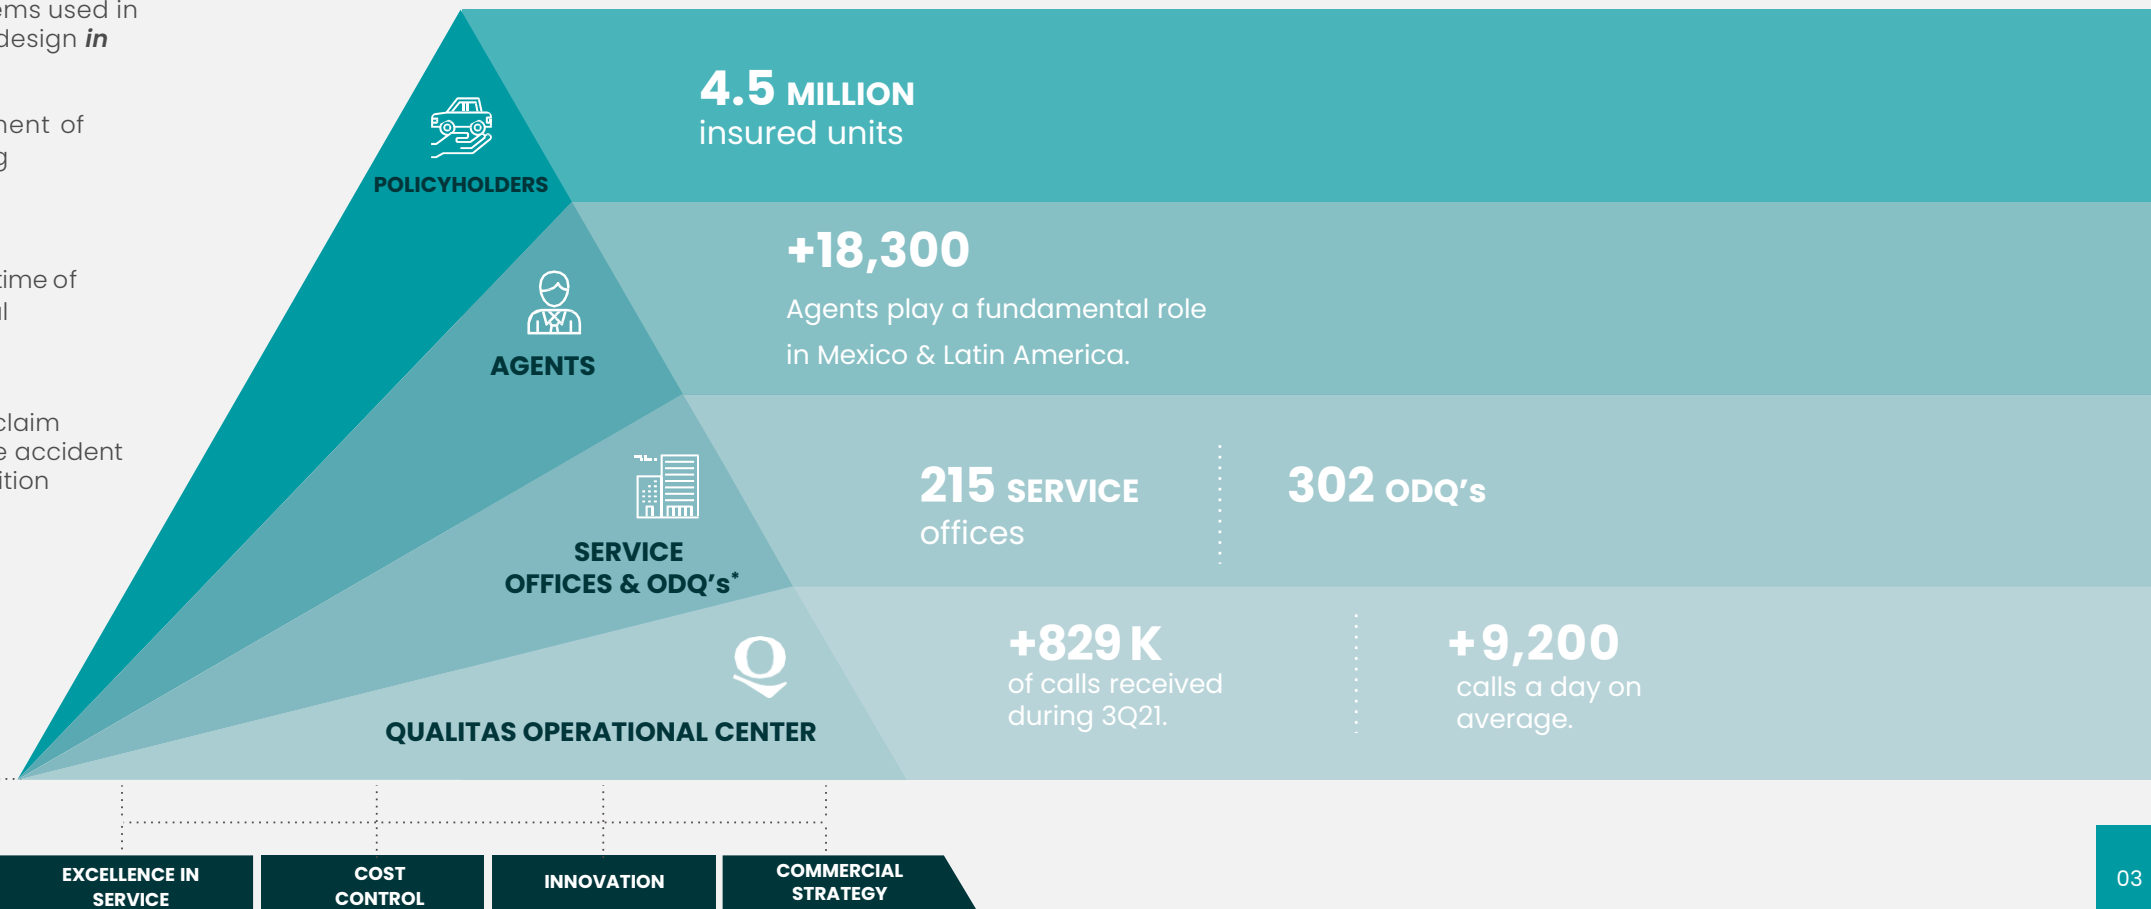 ems used in
design in
nent of
g
time of
al
claim
e accident
ition
POLICYHOLDERS
4.5 MILLION
insured units
AGENTS
+18,300
Agents play a fundamental role
in Mexico & Latin America.
SERVICE
OFFICES & ODQ's*
215 SERVICE
offices
302 ODQ's
Q
QUALITAS OPERATIONAL CENTER
+829 K
of calls received
during 3Q21.
+9,200
calls a day on
average.
EXCELLENCE IN
SERVICE
COST
CONTROL
INNOVATION
COMMERCIAL
STRATEGY
03